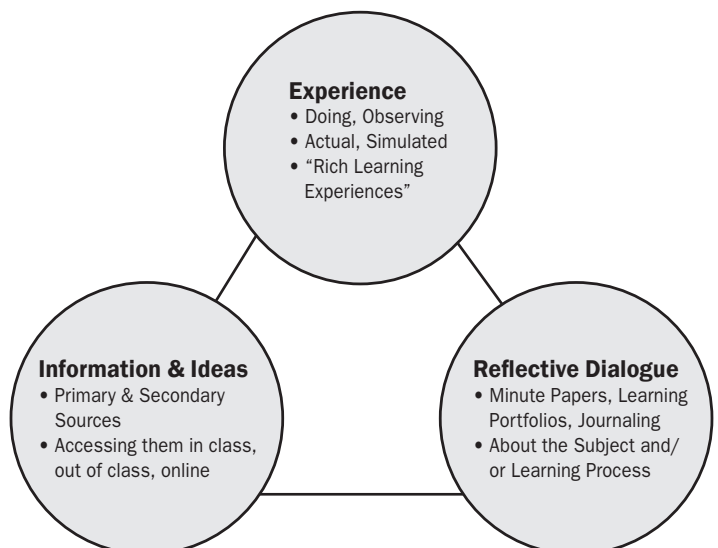 Experience
• Doing, Observing
• Actual, Simulated
• “Rich Learning
Experiences”
Information & Ideas
• Primary & Secondary
Sources
• Accessing them in class,
out of class, online
Reflective Dialogue
• Minute Papers, Learning
Portfolios, Journaling
• About the Subject and/
or Learning Process